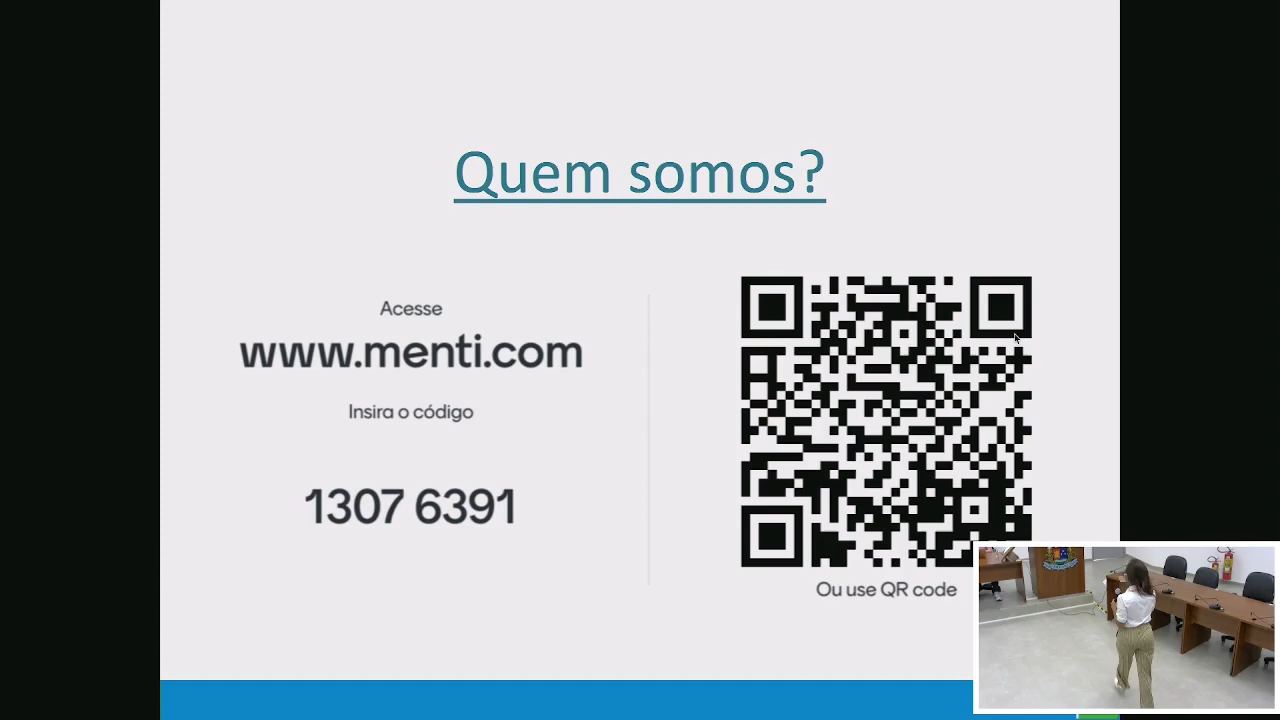 Quem somos?
Acesse
www.menti.com
Insira o código
1307 6391
Ou use QR code